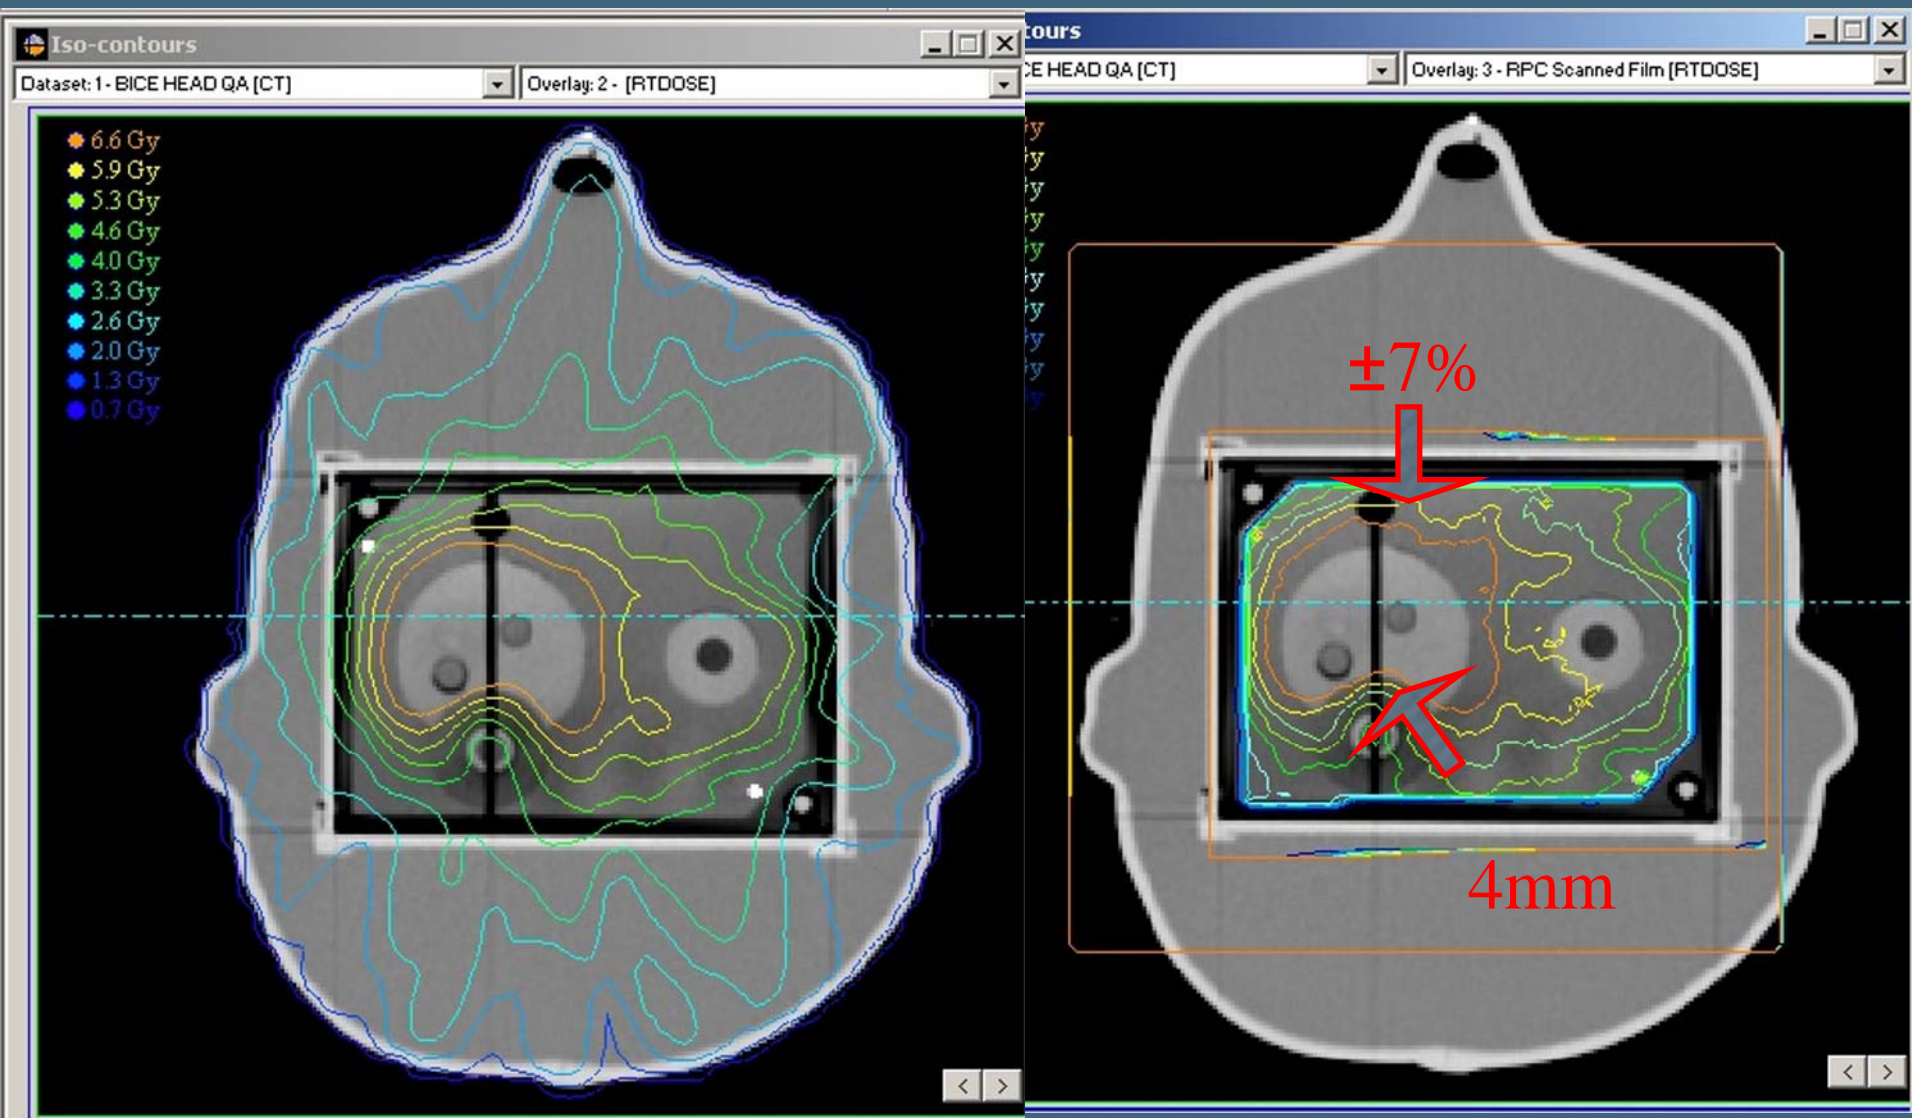 Iso-contours
Dataset: 1 - BICE HEAD QA [CT]
Overlay: 2 - [RTDOSE]
6.6 Gy
5.9 Gy
5.3 Gy
4.6 Gy
4.0 Gy
3.3 Gy
2.6 Gy
2.0 Gy
1.3 Gy
0.7 Gy
tours
CE HEAD QA [CT]
Overlay: 3 - RPC Scanned Film [RTDOSE]
y
y
y
y
y
y
y
y
y
y
±7%
4mm